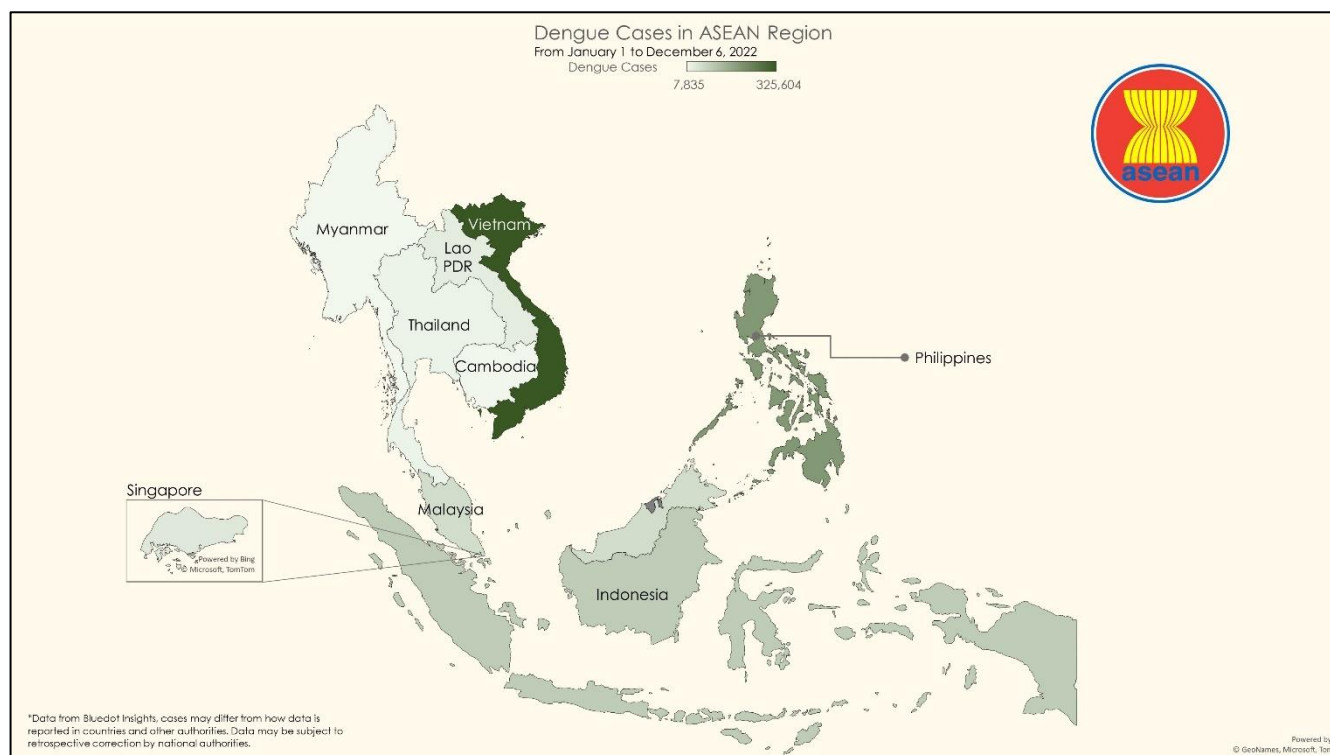 Dengue Cases in ASEAN Region
From January 1 to December 6, 2022
Dengue Cases
7,835 325,604
asean
Myanmar
Vietnam
Lao
PDR
Thailand
Cambodia
Philippines
Singapore
Powered by Bing
© Microsoft, TomTom
Malaysia
Indonesia
*Data from Bluedot Insights, cases may differ from how data is
reported in countries and other authorities. Data may be subject to
retrospective correction by national authorities.
Powered by
© GeoNames, Microsoft, Tom